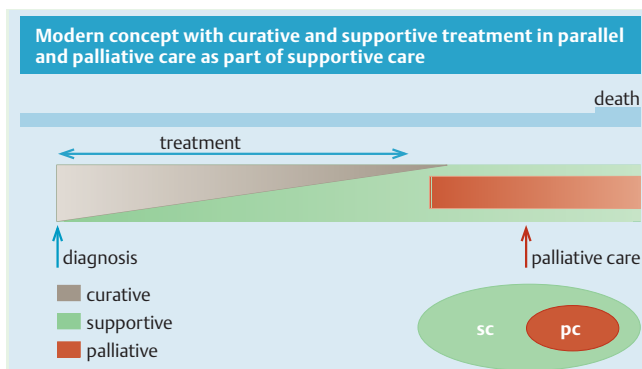 Modern concept with curative and supportive treatment in parallel
and palliative care as part of supportive care
death
treatment
diagnosis
palliative care
curative
supportive
palliative
sc
pc